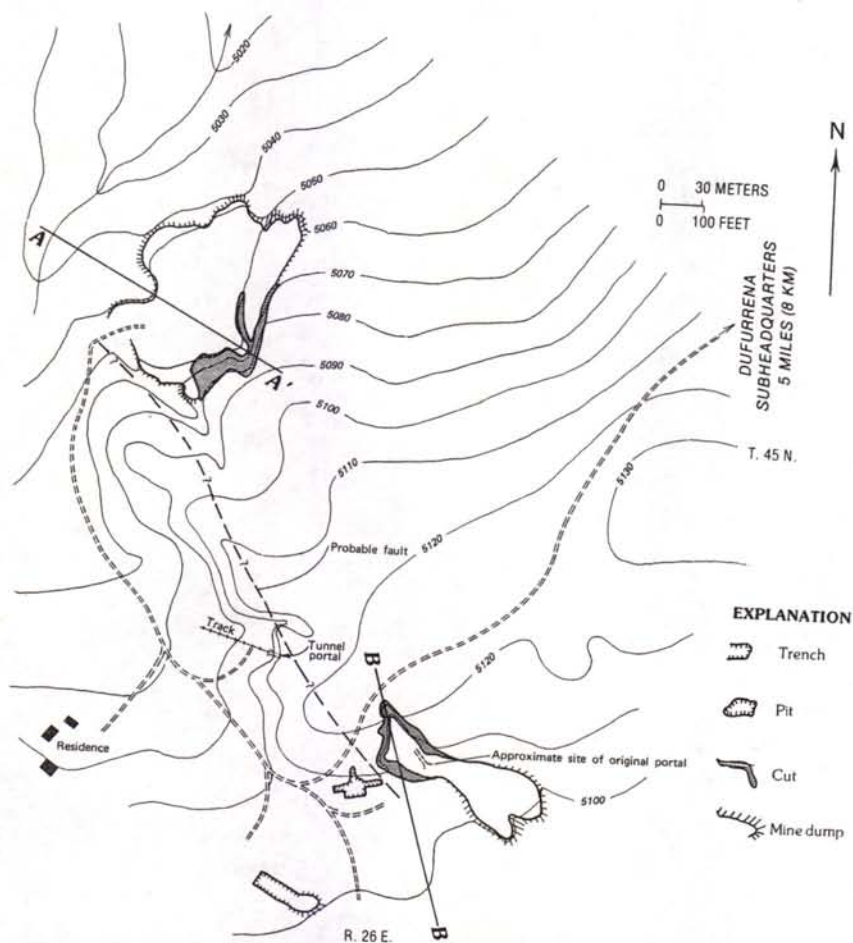 5020
5030
5040
5050
5060
5070
5080
5090
5100
5110
5120
5130
5120
5100
N
0 30 METERS
0 100 FEET
DUFURRENA
SUBHEADQUARTERS
5 MILES (8 KM)
T. 45 N.
A
A'
?
?
?
?
?
Probable fault
Track
Tunnel
portal
B
Residence
Approximate site of original portal
B'
R. 26 E.
EXPLANATION
Trench
Pit
Cut
Mine dump